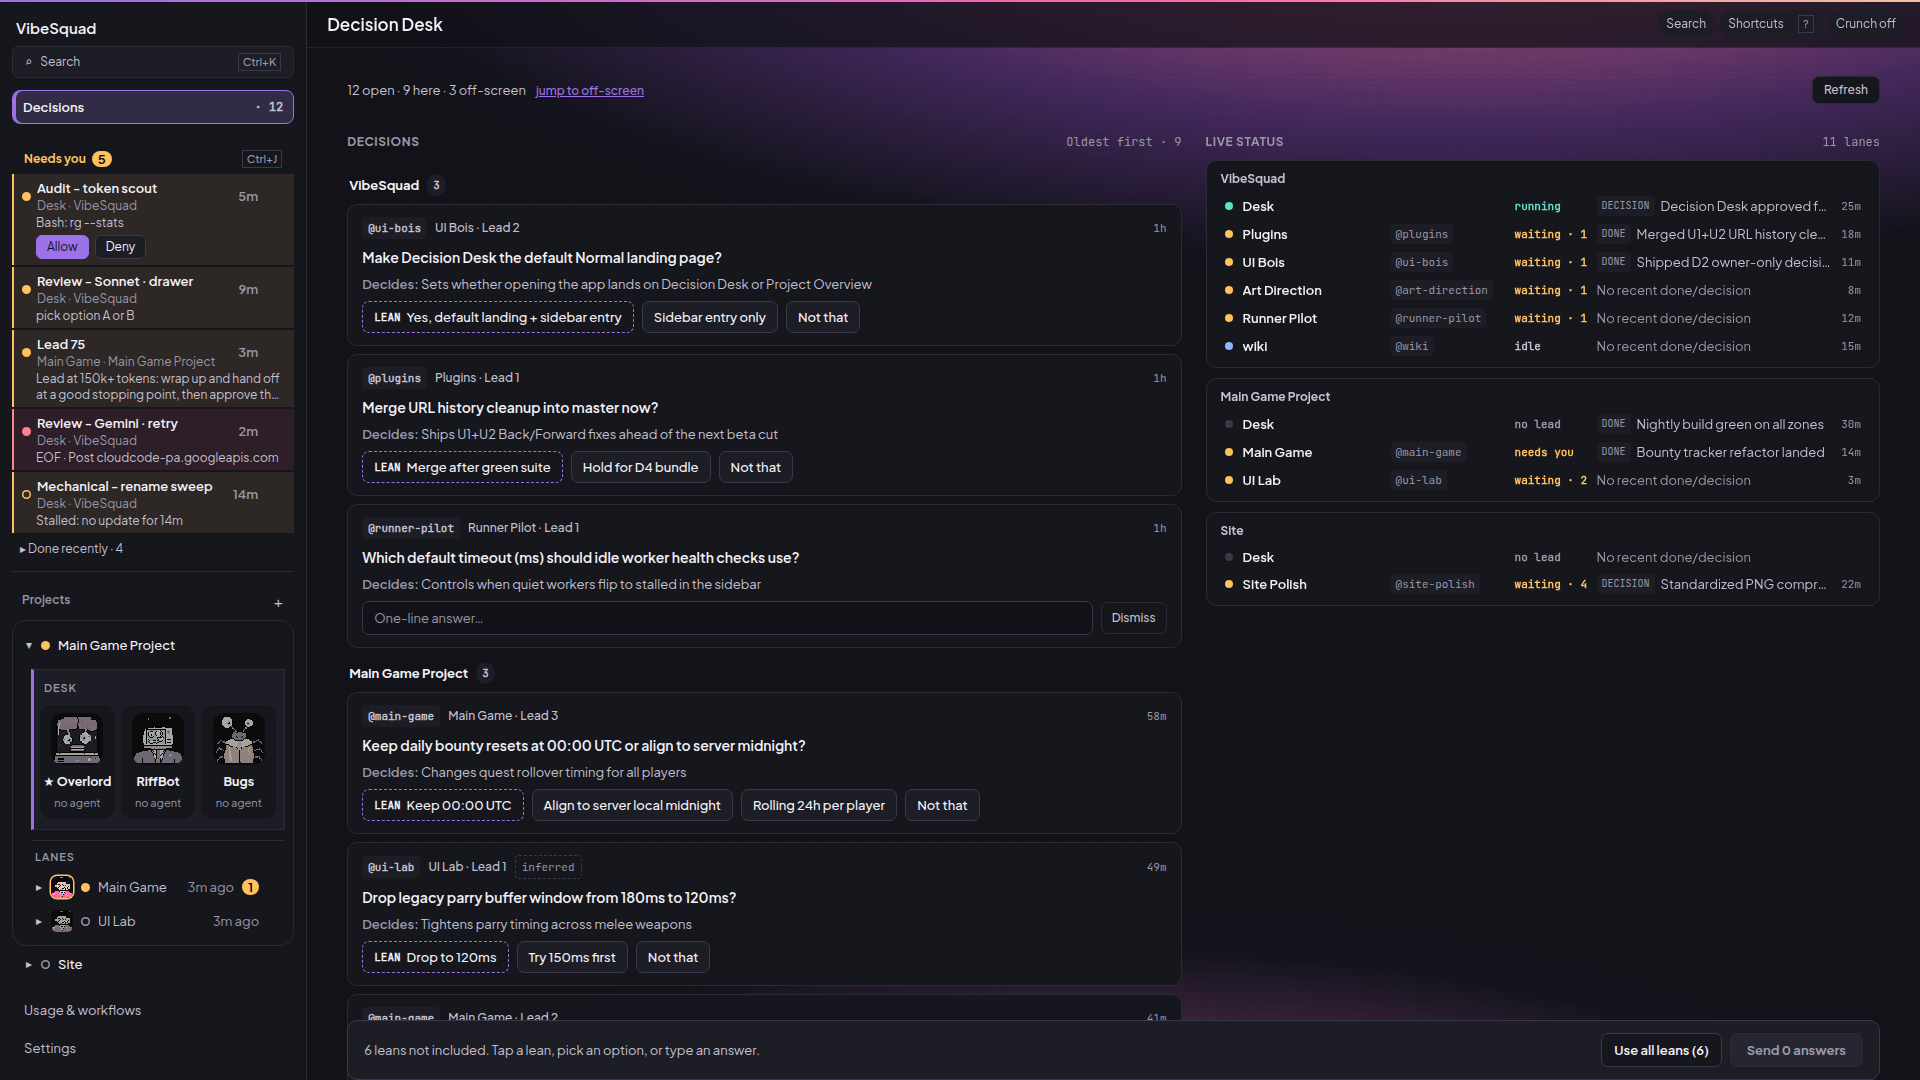 VibeSquad
Search Ctrl+K
Decisions · 12
Needs you 5 Ctrl+J
Audit – token scout 5m
Desk · VibeSquad
Bash: rg --stats
Allow Deny
Review – Sonnet · drawer 9m
Desk · VibeSquad
pick option A or B
Lead 75 3m
Main Game · Main Game Project
Lead at 150k+ tokens: wrap up and hand off
at a good stopping point, then approve th...
Review – Gemini · retry 2m
Desk · VibeSquad
EOF · Post cloudcode-pa.googleapis.com
Mechanical – rename sweep 14m
Desk · VibeSquad
Stalled: no update for 14m
▸ Done recently · 4
Projects +
▾ Main Game Project
DESK
★ Overlord RiffBot Bugs
no agent no agent no agent
LANES
▸ Main Game 3m ago 1
▸ UI Lab 3m ago
▸ Site
Usage & workflows
Settings
Decision Desk
Search Shortcuts ? Crunch off
12 open · 9 here · 3 off-screen jump to off-screen
Refresh
DECISIONS Oldest first · 9
VibeSquad 3
@ui-bois UI Bois · Lead 2 1h
Make Decision Desk the default Normal landing page?
Decides: Sets whether opening the app lands on Decision Desk or Project Overview
LEAN Yes, default landing + sidebar entry Sidebar entry only Not that
@plugins Plugins · Lead 1 1h
Merge URL history cleanup into master now?
Decides: Ships U1+U2 Back/Forward fixes ahead of the next beta cut
LEAN Merge after green suite Hold for D4 bundle Not that
@runner-pilot Runner Pilot · Lead 1 1h
Which default timeout (ms) should idle worker health checks use?
Decides: Controls when quiet workers flip to stalled in the sidebar
One-line answer... Dismiss
Main Game Project 3
@main-game Main Game · Lead 3 58m
Keep daily bounty resets at 00:00 UTC or align to server midnight?
Decides: Changes quest rollover timing for all players
LEAN Keep 00:00 UTC Align to server local midnight Rolling 24h per player Not that
@ui-lab UI Lab · Lead 1 inferred 49m
Drop legacy parry buffer window from 180ms to 120ms?
Decides: Tightens parry timing across melee weapons
LEAN Drop to 120ms Try 150ms first Not that
@main-game Main Game · Lead 2 41m
LIVE STATUS 11 lanes
VibeSquad
Desk running DECISION Decision Desk approved f... 25m
Plugins @plugins waiting · 1 DONE Merged U1+U2 URL history cle... 18m
UI Bois @ui-bois waiting · 1 DONE Shipped D2 owner-only decisi... 11m
Art Direction @art-direction waiting · 1 No recent done/decision 8m
Runner Pilot @runner-pilot waiting · 1 No recent done/decision 12m
wiki @wiki idle No recent done/decision 15m
Main Game Project
Desk no lead DONE Nightly build green on all zones 30m
Main Game @main-game needs you DONE Bounty tracker refactor landed 14m
UI Lab @ui-lab waiting · 2 No recent done/decision 3m
Site
Desk no lead No recent done/decision
Site Polish @site-polish waiting · 4 DECISION Standardized PNG compr... 22m
6 leans not included. Tap a lean, pick an option, or type an answer.
Use all leans (6) Send 0 answers